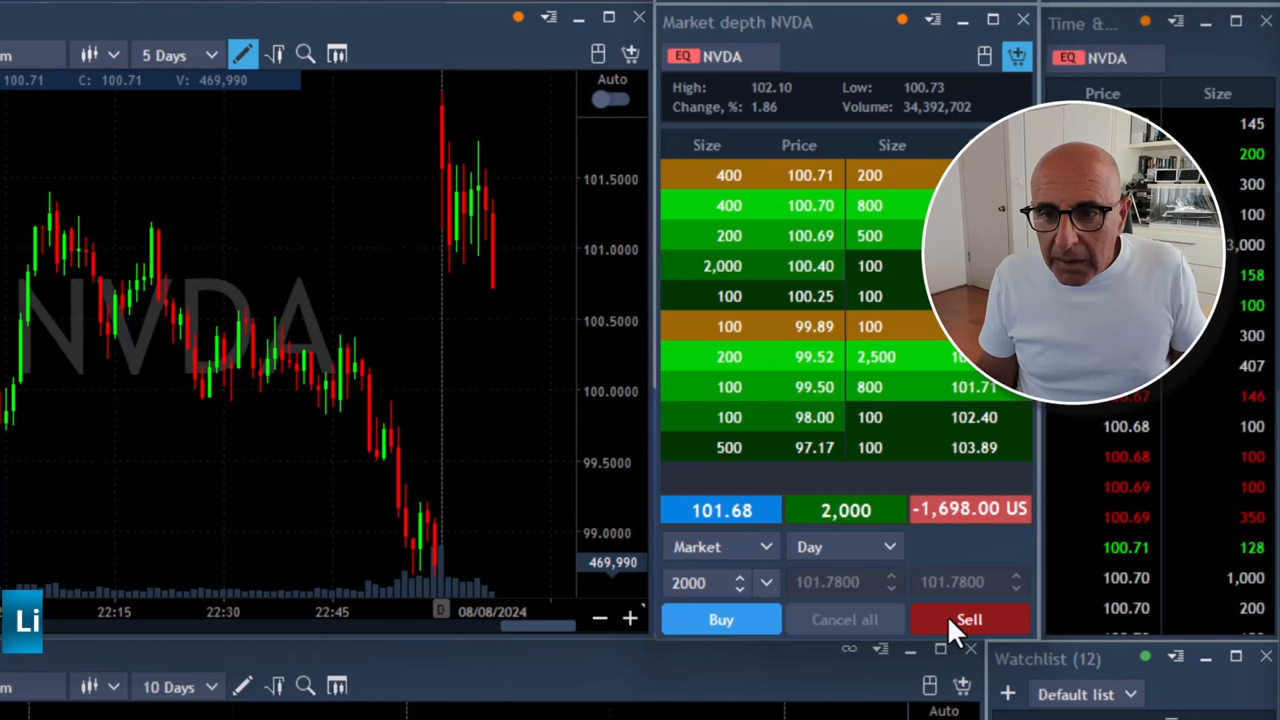 m 5 Days
100.71 C: 100.71 V: 469,990
Auto
101.5000
101.0000
100.5000
100.0000
99.5000
99.0000
469,990
NVDA
22:15 22:30 22:45 D 08/08/2024
Li
m 10 Days
Auto
Market depth NVDA
EQ NVDA
High: 102.10 Low: 100.73
Change, %: 1.86 Volume: 34,392,702
Size Price Size
400 100.71 200
400 100.70 800
200 100.69 500
2,000 100.40 100
100 100.25 100
100 99.89 100
200 99.52 2,500
100 99.50 800 101.71
100 98.00 100 102.40
500 97.17 100 103.89
101.68 2,000 -1,698.00 US
Market Day
2000 101.7800 101.7800
Buy Cancel all Sell
Time &...
EQ NVDA
Price Size
145
200
300
100
3,000
158
100
300
407
146
100.68 100
100.68 100
100.69 100
100.69 350
100.71 128
100.70 1,000
100.70 200
Watchlist (12)
Default list